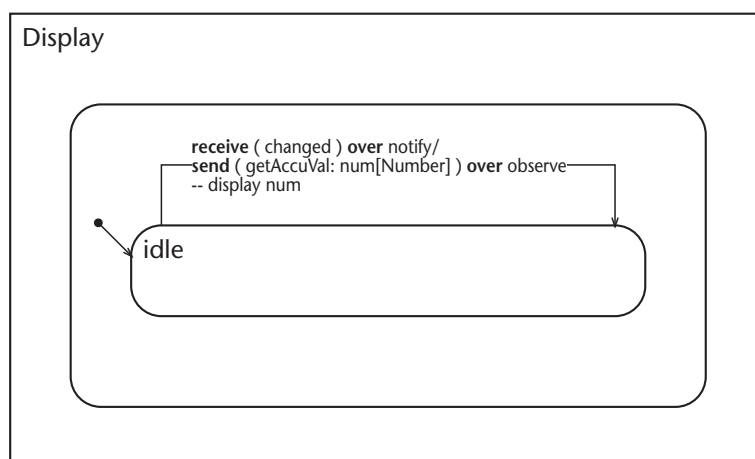 Display
receive ( changed ) over notify/
send ( getAccuVal: num[Number] ) over observe
-- display num
idle